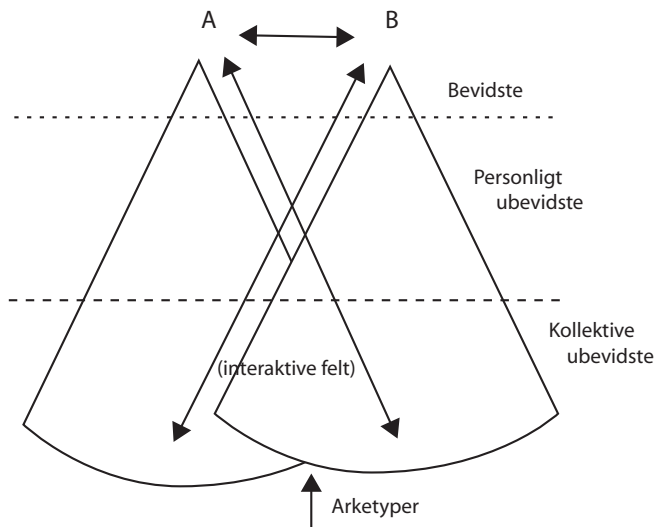 A
B
Bevidste
Personligt
ubevidste
Kollektive
ubevidste
(interaktive felt)
Arketyper